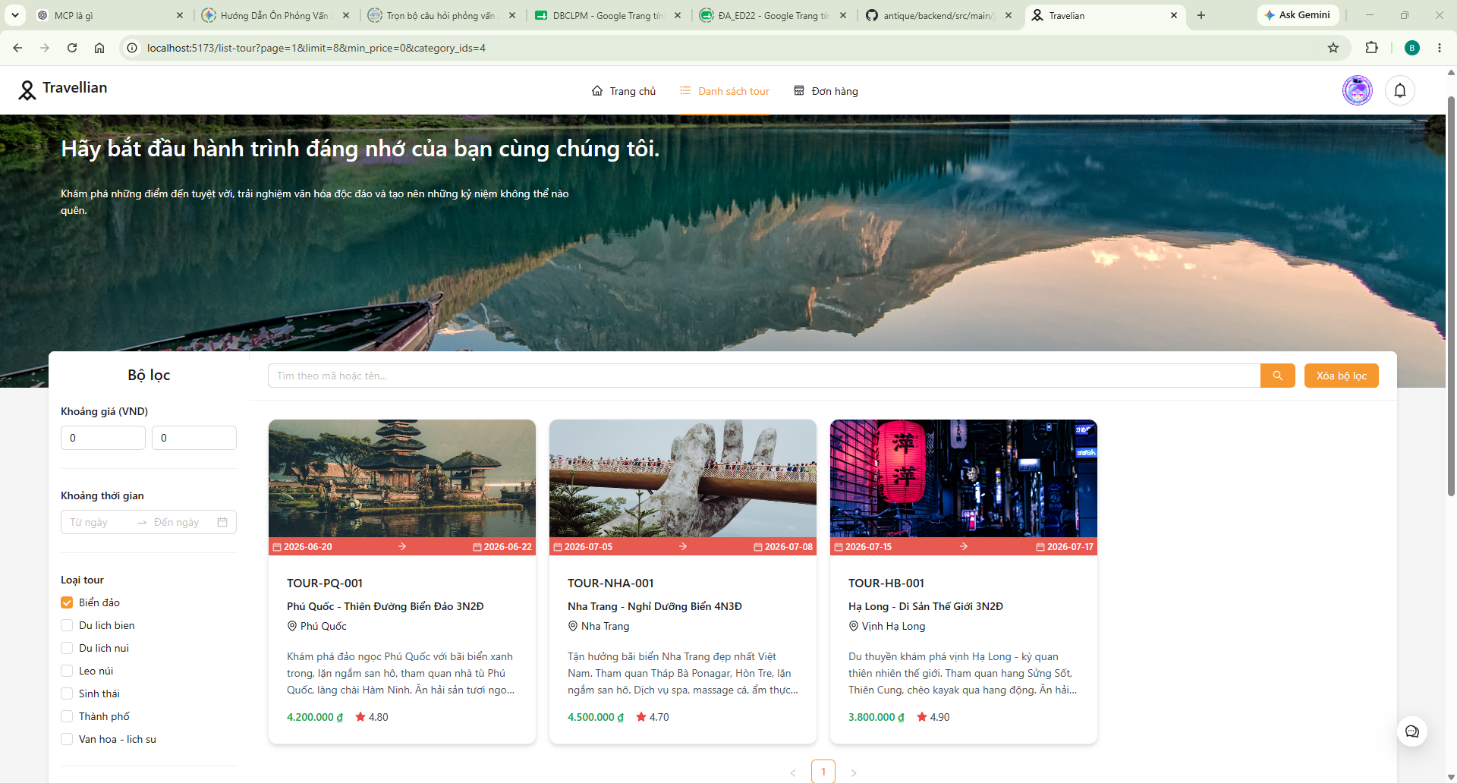 MCP là gì
Hướng Dẫn Ôn Phỏng Vấn
Trọn bộ câu hỏi phỏng vấn
DBCLPM - Google Trang tính
ĐA_ED22 - Google Trang tín
antique/backend/src/main/j
Travelian
Ask Gemini
localhost:5173/list-tour?page=1&limit=8&min_price=0&category_ids=4
B
Travellian
Trang chủ
Danh sách tour
Đơn hàng
Hãy bắt đầu hành trình đáng nhớ của bạn cùng chúng tôi.
Khám phá những điểm đến tuyệt vời, trải nghiệm văn hóa độc đáo và tạo nên những kỷ niệm không thể nào
quên.
Bộ lọc
Tìm theo mã hoặc tên...
Xóa bộ lọc
Khoảng giá (VND)
0
0
Khoảng thời gian
Từ ngày
Đến ngày
Loại tour
Biển đảo
Du lich bien
Du lich nui
Leo núi
Sinh thái
Thành phố
Van hoa - lich su
2026-06-20
2026-06-22
TOUR-PQ-001
Phú Quốc - Thiên Đường Biển Đảo 3N2Đ
Phú Quốc
Khám phá đảo ngọc Phú Quốc với bãi biển xanh
trong, lặn ngắm san hô, tham quan nhà tù Phú
Quốc, làng chài Hàm Ninh. Ăn hải sản tươi ngo...
4.200.000 ₫
4.80
2026-07-05
2026-07-08
TOUR-NHA-001
Nha Trang - Nghỉ Dưỡng Biển 4N3Đ
Nha Trang
Tận hưởng bãi biển Nha Trang đẹp nhất Việt
Nam. Tham quan Tháp Bà Ponagar, Hòn Tre, lặn
ngắm san hô. Dịch vụ spa, massage cá, ẩm thực...
4.500.000 ₫
4.70
萍
萍
2026-07-15
2026-07-17
TOUR-HB-001
Hạ Long - Di Sản Thế Giới 3N2Đ
Vịnh Hạ Long
Du thuyền khám phá vịnh Hạ Long - kỳ quan
thiên nhiên thế giới. Tham quan hang Sửng Sốt,
Thiên Cung, chèo kayak qua hang động. Ăn hải...
3.800.000 ₫
4.90
1